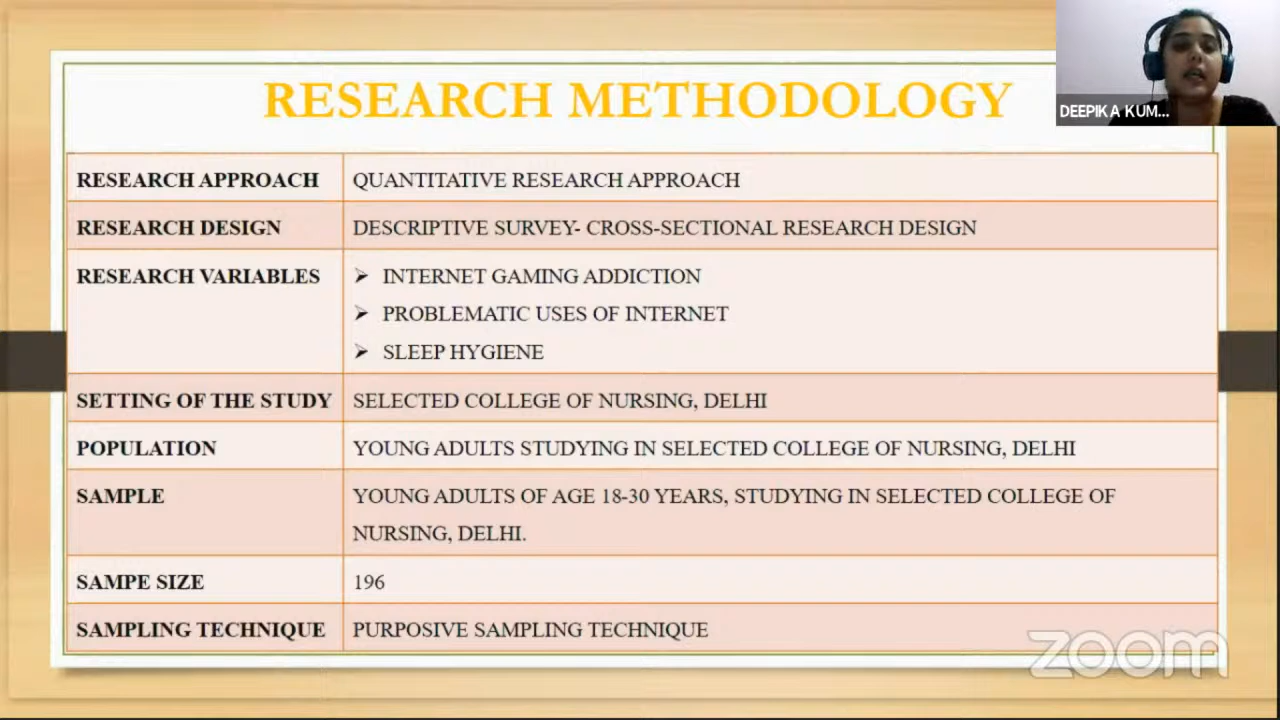 RESEARCH METHODOLOGY
DEEPIKA KUM...
RESEARCH APPROACH QUANTITATIVE RESEARCH APPROACH
RESEARCH DESIGN DESCRIPTIVE SURVEY- CROSS-SECTIONAL RESEARCH DESIGN
RESEARCH VARIABLES ➢ INTERNET GAMING ADDICTION
➢ PROBLEMATIC USES OF INTERNET
➢ SLEEP HYGIENE
SETTING OF THE STUDY SELECTED COLLEGE OF NURSING, DELHI
POPULATION YOUNG ADULTS STUDYING IN SELECTED COLLEGE OF NURSING, DELHI
SAMPLE YOUNG ADULTS OF AGE 18-30 YEARS, STUDYING IN SELECTED COLLEGE OF
NURSING, DELHI.
SAMPE SIZE 196
SAMPLING TECHNIQUE PURPOSIVE SAMPLING TECHNIQUE
zoom